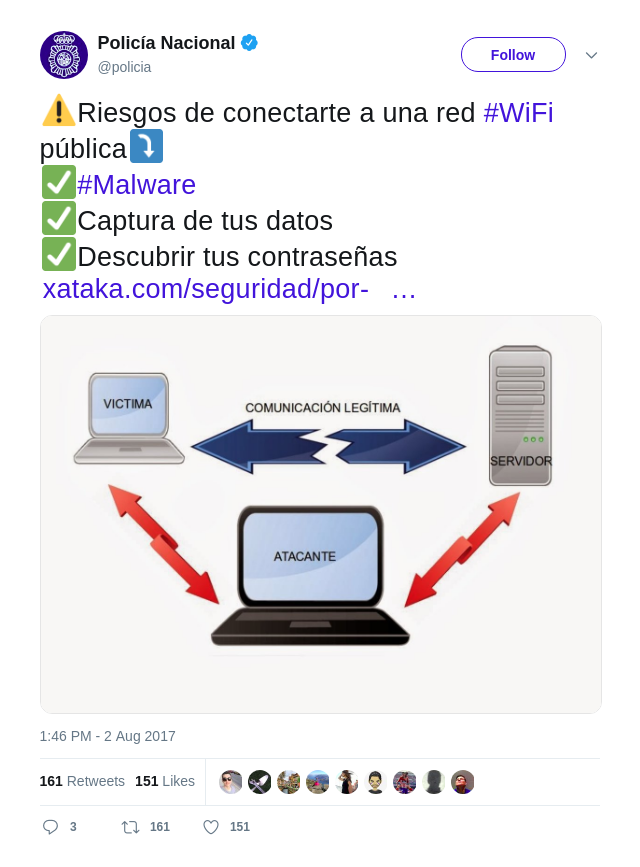 Policía Nacional
@policia
Follow
⚠️Riesgos de conectarte a una red #WiFi
pública⤵️
✅#Malware
✅Captura de tus datos
✅Descubrir tus contraseñas
xataka.com/seguridad/por- …
VICTIMA
COMUNICACIÓN LEGÍTIMA
SERVIDOR
ATACANTE
1:46 PM - 2 Aug 2017
161 Retweets 151 Likes
3 161 151